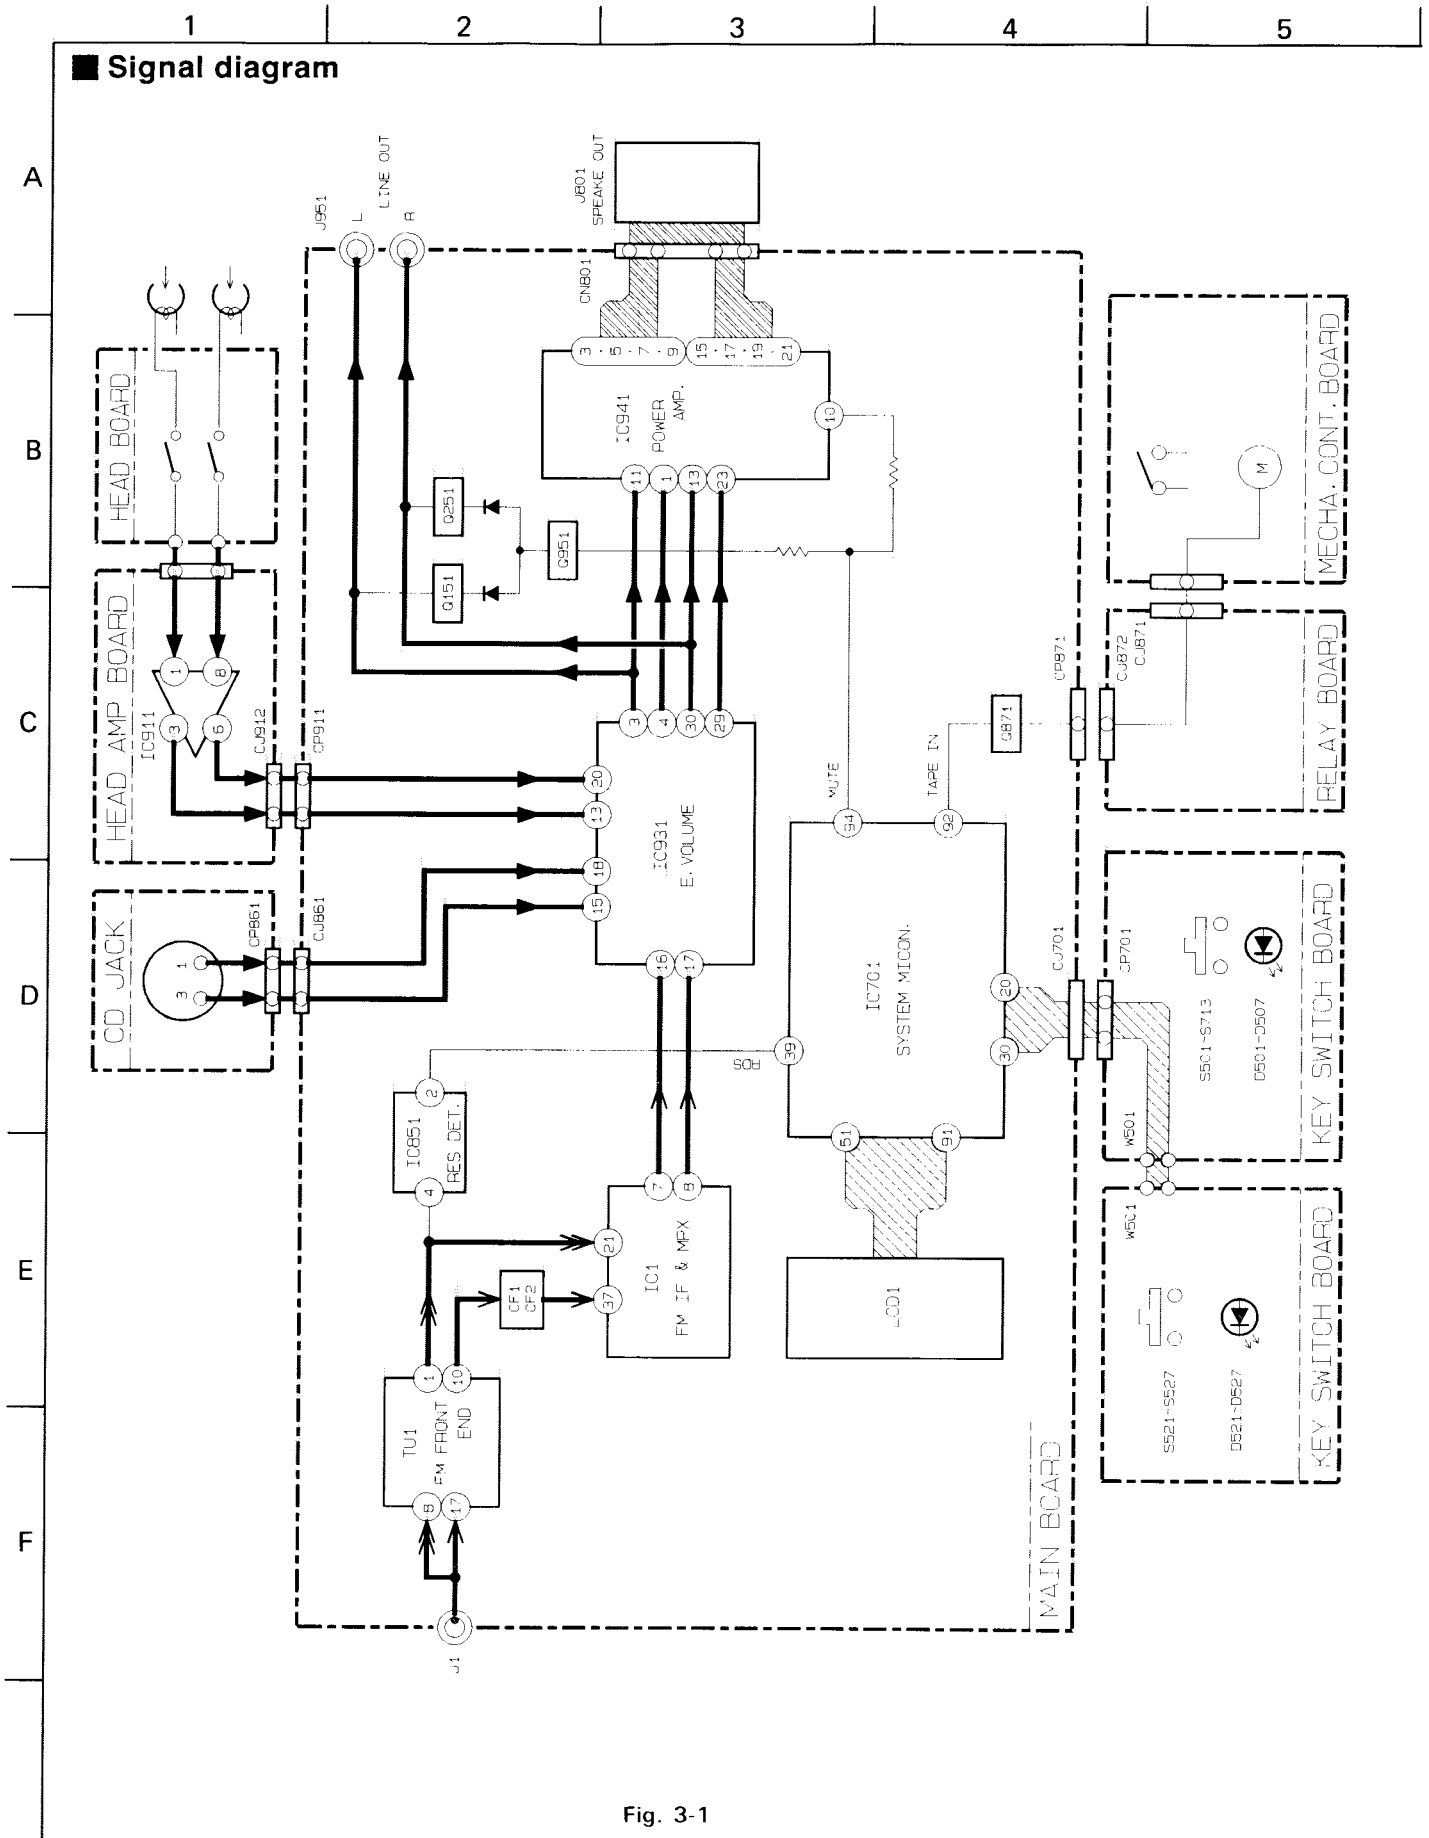 1 2 3 4 5
■ Signal diagram
A
B
C
D
E
F
J951
L
LINE OUT
R
J801
SPEAKE OUT
CN801
3 . 5 . 7 . 9
15 . 17 . 19 . 21
IC941
POWER
AMP.
10
11 1 13 23
HEAD BOARD
Q251
Q151
Q951
MECHA. CONT. BOARD
M
HEAD AMP BOARD
1 8
3 6
IC911
CJ912
CP911
3 4 30 29
20
13
18
15
IC931
E. VOLUME
16 17
MUTE
TAPE IN
Q871
CP871
CJ872
CJ871
RELAY BOARD
94 92
CD JACK
1
3
CP861
CJ861
IC701
SYSTEM MICON.
20
30
39
51 91
RDS
CJ701
CP701
S501~S713
D501~D507
KEY SWITCH BOARD
W501
2
IC851
RES DET.
4
7 8
21
37
IC1
FM IF & MPX
CF1
CF2
LCD1
W501
S521~S527
D521~D527
KEY SWITCH BOARD
1 10
TU1
FM FRONT
END
8 17
J1
MAIN BOARD
Fig. 3-1